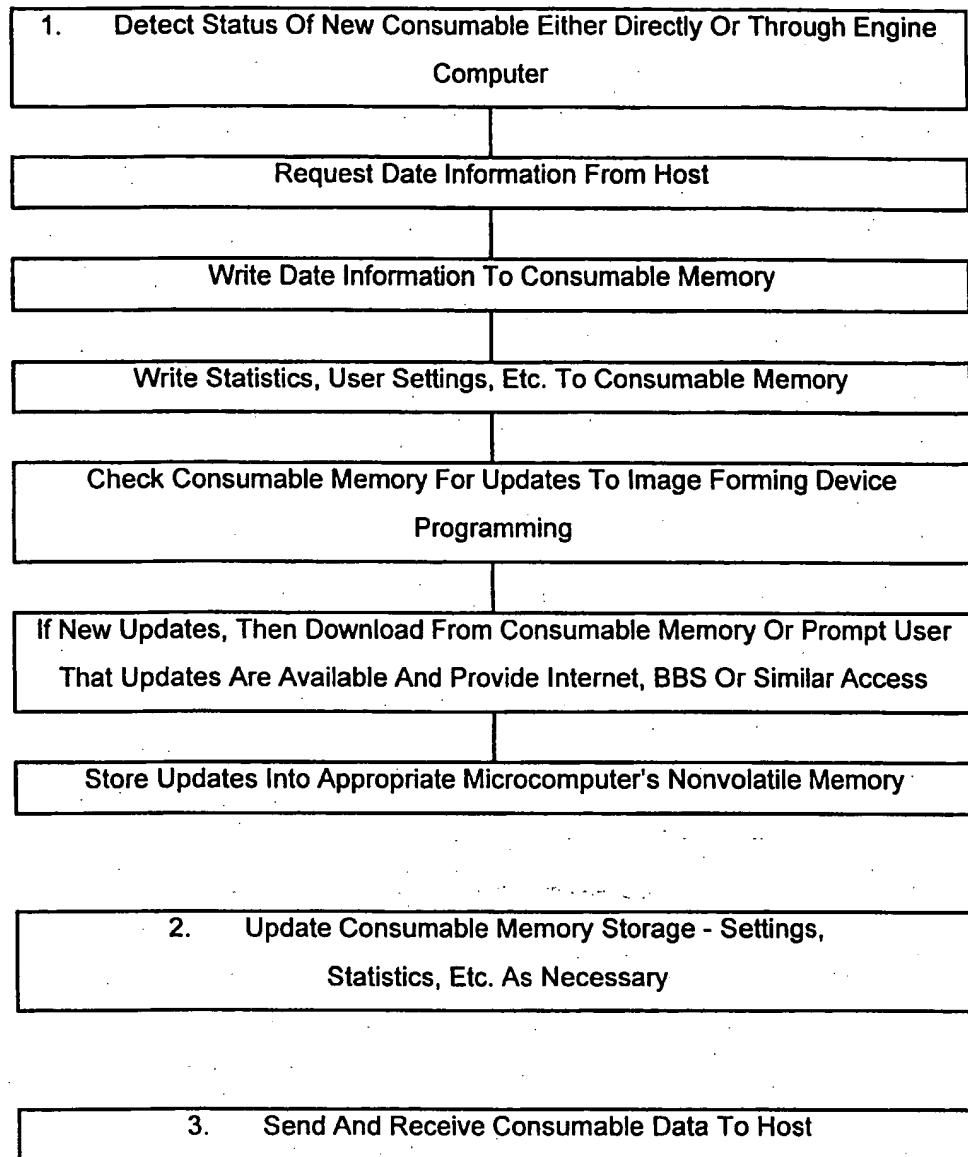 1. Detect Status Of New Consumable Either Directly Or Through Engine
Computer
Request Date Information From Host
Write Date Information To Consumable Memory
Write Statistics, User Settings, Etc. To Consumable Memory
Check Consumable Memory For Updates To Image Forming Device
Programming
If New Updates, Then Download From Consumable Memory Or Prompt User
That Updates Are Available And Provide Internet, BBS Or Similar Access
Store Updates Into Appropriate Microcomputer's Nonvolatile Memory
2. Update Consumable Memory Storage - Settings,
Statistics, Etc. As Necessary
3. Send And Receive Consumable Data To Host